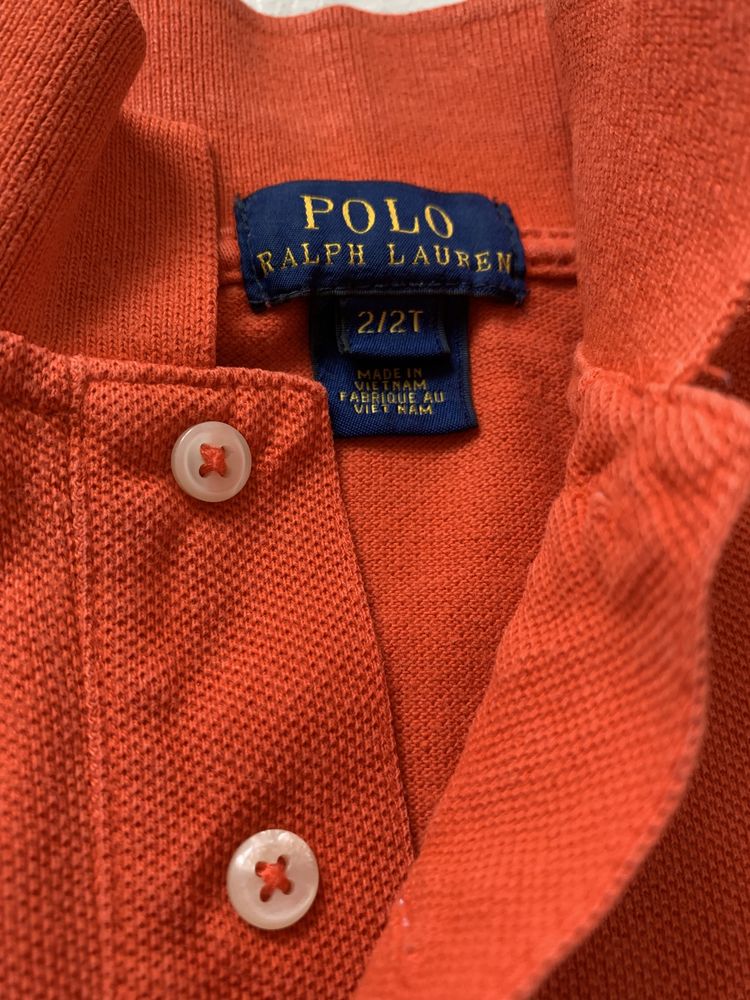 POLO
RALPH LAUREN
2/2T
MADE IN
VIETNAM
FABRIQUE AU
VIET NAM